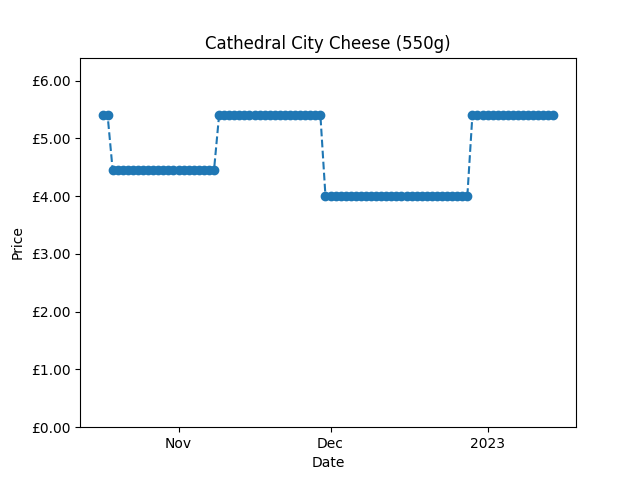 Cathedral City Cheese (550g)
£6.00
£5.00
£4.00
£3.00
£2.00
£1.00
£0.00
Price
Nov
Dec
2023
Date